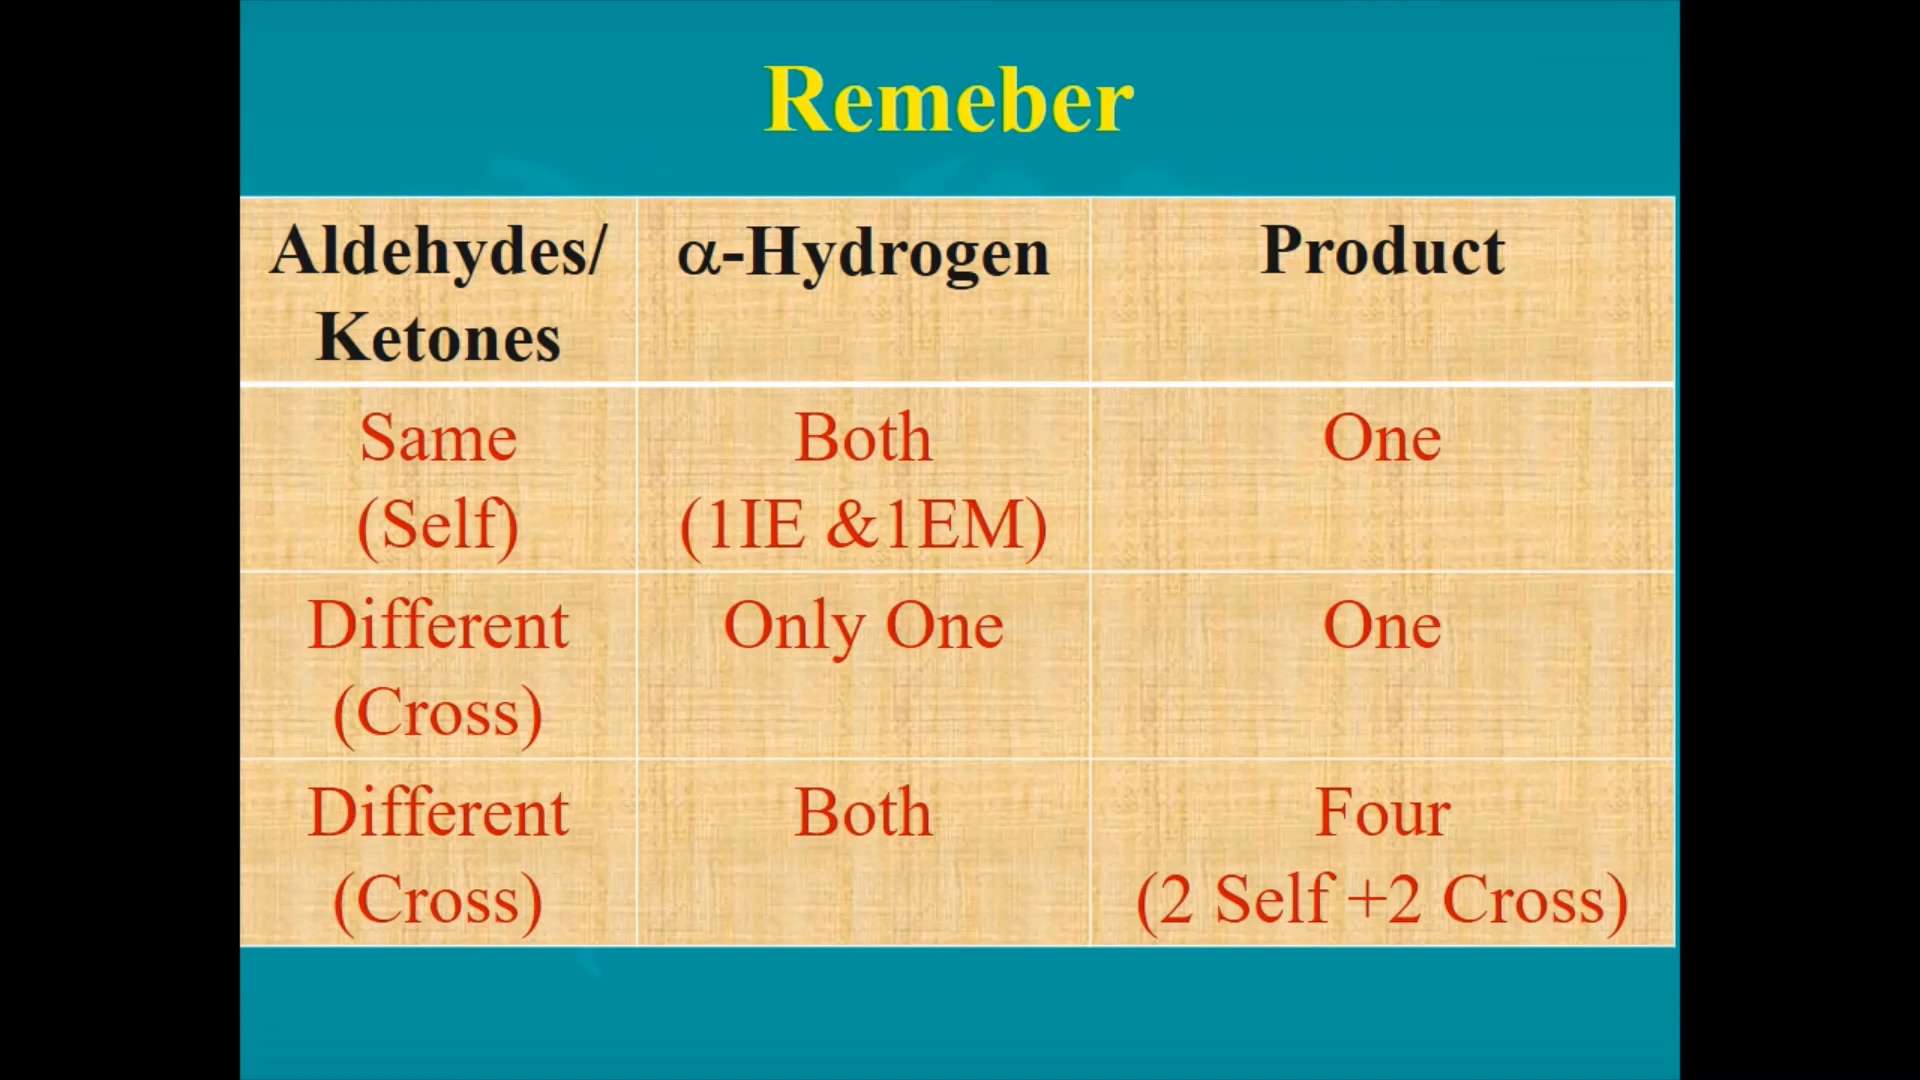 Remeber
Aldehydes/
Ketones
α-Hydrogen
Product
Same
(Self)
Both
(1IE &1EM)
One
Different
(Cross)
Only One
One
Different
(Cross)
Both
Four
(2 Self +2 Cross)